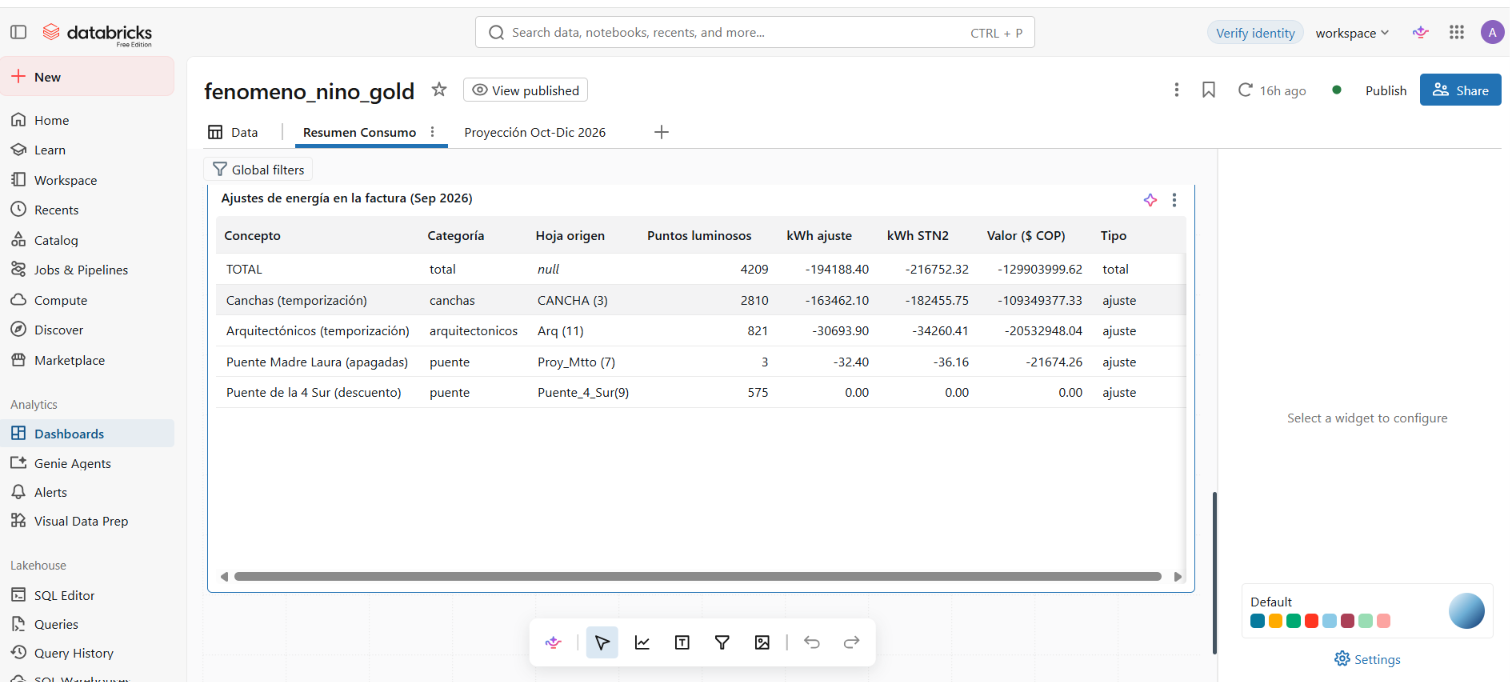 databricks
Free Edition
Search data, notebooks, recents, and more...
CTRL + P
Verify identity
workspace
A
New
Home
Learn
Workspace
Recents
Catalog
Jobs & Pipelines
Compute
Discover
Marketplace
Analytics
Dashboards
Genie Agents
Alerts
Visual Data Prep
Lakehouse
SQL Editor
Queries
Query History
SQL Warehouses
fenomeno_nino_gold
View published
16h ago
Publish
Share
Data
Resumen Consumo
Proyección Oct-Dic 2026
Global filters
Ajustes de energía en la factura (Sep 2026)
Concepto Categoría Hoja origen Puntos luminosos kWh ajuste kWh STN2 Valor ($ COP) Tipo
TOTAL total null 4209 -194188.40 -216752.32 -129903999.62 total
Canchas (temporización) canchas CANCHA (3) 2810 -163462.10 -182455.75 -109349377.33 ajuste
Arquitectónicos (temporización) arquitectonicos Arq (11) 821 -30693.90 -34260.41 -20532948.04 ajuste
Puente Madre Laura (apagadas) puente Proy_Mtto (7) 3 -32.40 -36.16 -21674.26 ajuste
Puente de la 4 Sur (descuento) puente Puente_4_Sur(9) 575 0.00 0.00 0.00 ajuste
Select a widget to configure
Default
Settings